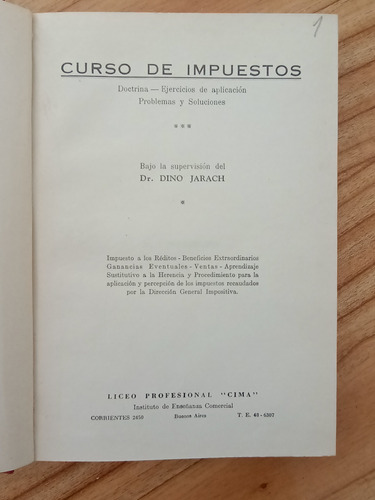 1
CURSO DE IMPUESTOS
Doctrina — Ejercicios de aplicación
Problemas y Soluciones
* * *
Bajo la supervisión del
Dr. DINO JARACH
*
Impuesto a los Réditos - Beneficios Extraordinarios
Ganancias Eventuales - Ventas - Aprendizaje
Sustitutivo a la Herencia y Procedimiento para la
aplicación y percepción de los impuestos recaudados
por la Dirección General Impositiva.
LICEO PROFESIONAL "CIMA"
Instituto de Enseñanza Comercial
CORRIENTES 2450 Buenos Aires T. E. 48-6307